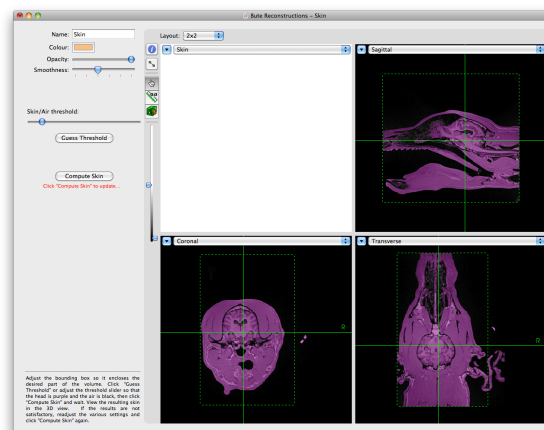 Bute Reconstructions – Skin
Name: Skin
Colour:
Opacity:
Smoothness:
Skin/Air threshold:
Guess Threshold
Compute Skin
Click "Compute Skin" to update...
Adjust the bounding box so it encloses the
desired part of the volume. Click "Guess
Threshold" or adjust the threshold slider so that
the head is purple and the air is black, then click
"Compute Skin" and wait. View the resulting skin
in the 3D view. If the results are not
satisfactory, readjust the various settings and
click "Compute Skin" again.
Layout: 2x2
Skin
Sagittal
Coronal
Transverse
R
R